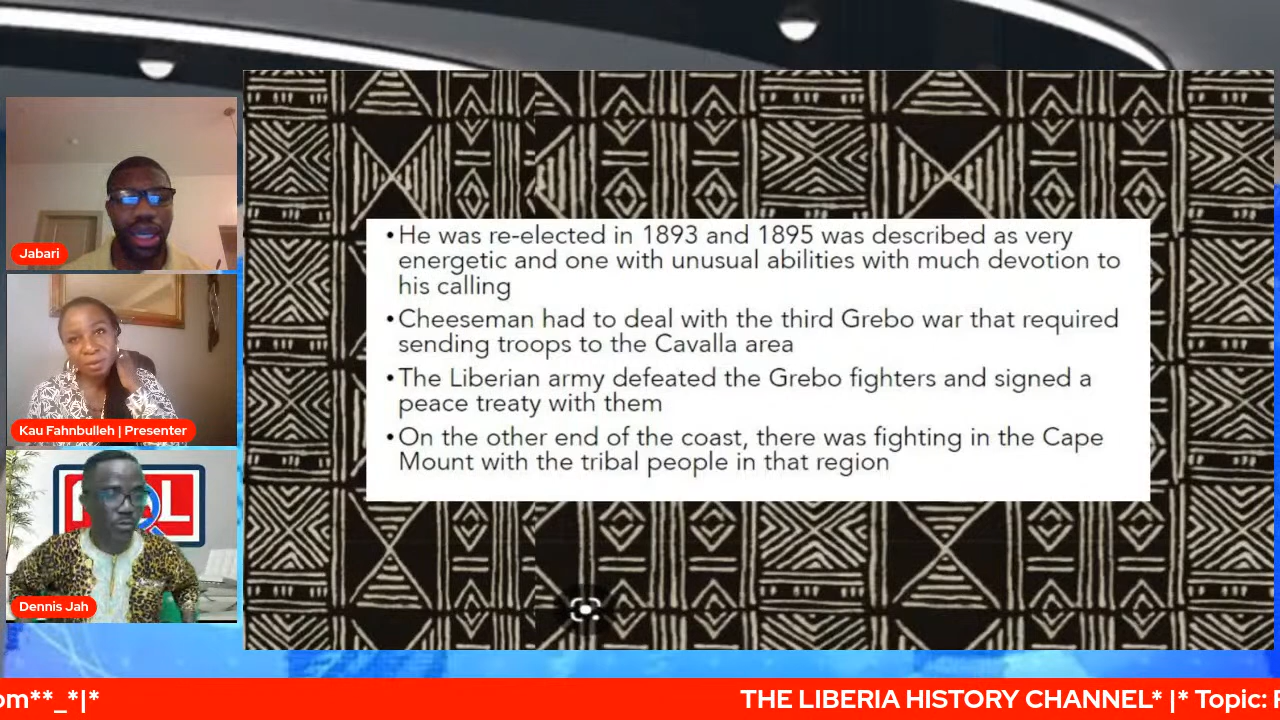 Jabari
Kau Fahnbulleh | Presenter
Dennis Jah
•He was re-elected in 1893 and 1895 was described as very
energetic and one with unusual abilities with much devotion to
his calling
•Cheeseman had to deal with the third Grebo war that required
sending troops to the Cavalla area
•The Liberian army defeated the Grebo fighters and signed a
peace treaty with them
•On the other end of the coast, there was fighting in the Cape
Mount with the tribal people in that region
om**_*|* THE LIBERIA HISTORY CHANNEL* |* Topic: